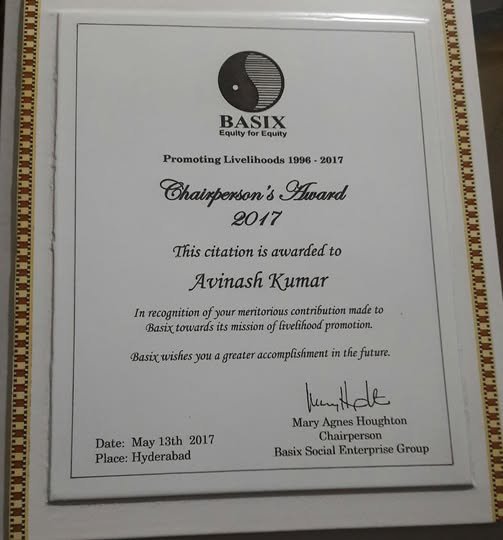 BASIX
Equity for Equity
Promoting Livelihoods 1996 - 2017
Chairperson's Award
2017
This citation is awarded to
Avinash Kumar
In recognition of your meritorious contribution made to
Basix towards its mission of livelihood promotion.
Basix wishes you a greater accomplishment in the future.
Mary Agnes Houghton
Chairperson
Basix Social Enterprise Group
Date: May 13th 2017
Place: Hyderabad